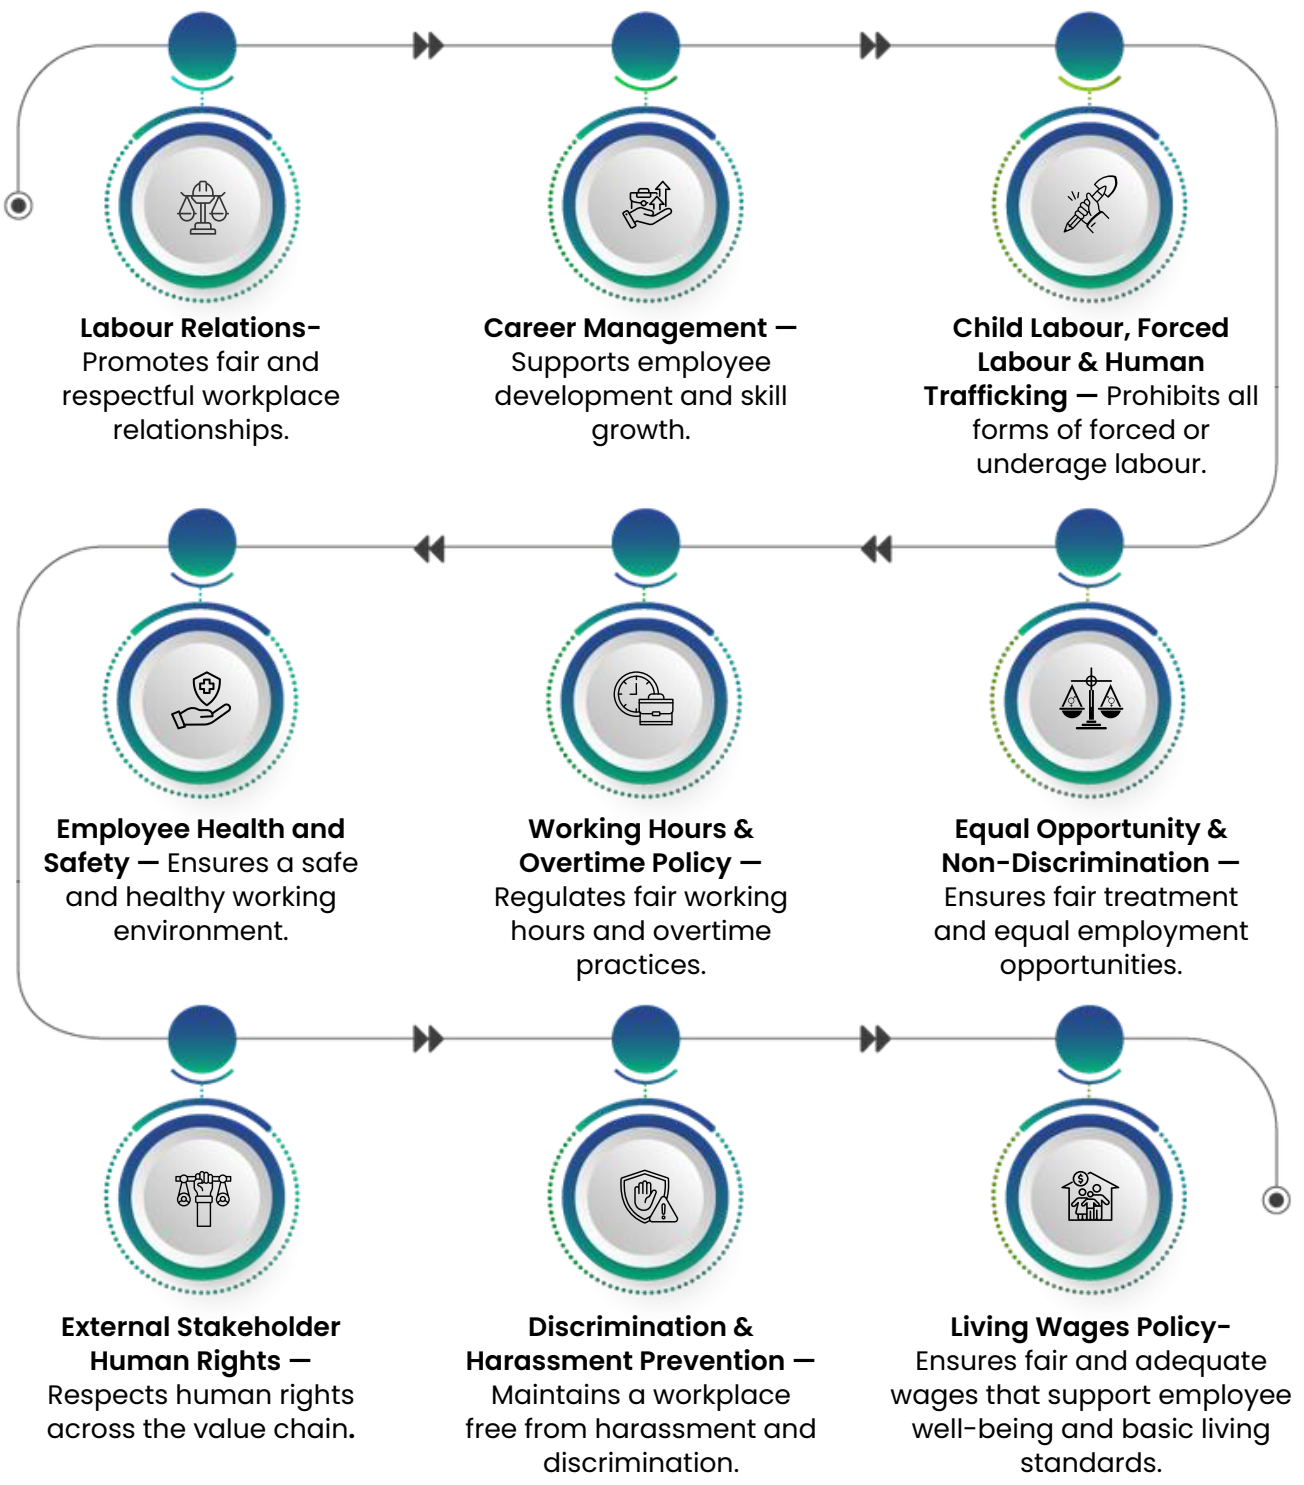 Labour Relations-
Promotes fair and
respectful workplace
relationships.
Career Management —
Supports employee
development and skill
growth.
Child Labour, Forced
Labour & Human
Trafficking — Prohibits all
forms of forced or
underage labour.
Employee Health and
Safety — Ensures a safe
and healthy working
environment.
Working Hours &
Overtime Policy —
Regulates fair working
hours and overtime
practices.
Equal Opportunity &
Non-Discrimination —
Ensures fair treatment
and equal employment
opportunities.
External Stakeholder
Human Rights —
Respects human rights
across the value chain.
Discrimination &
Harassment Prevention —
Maintains a workplace
free from harassment and
discrimination.
Living Wages Policy-
Ensures fair and adequate
wages that support employee
well-being and basic living
standards.